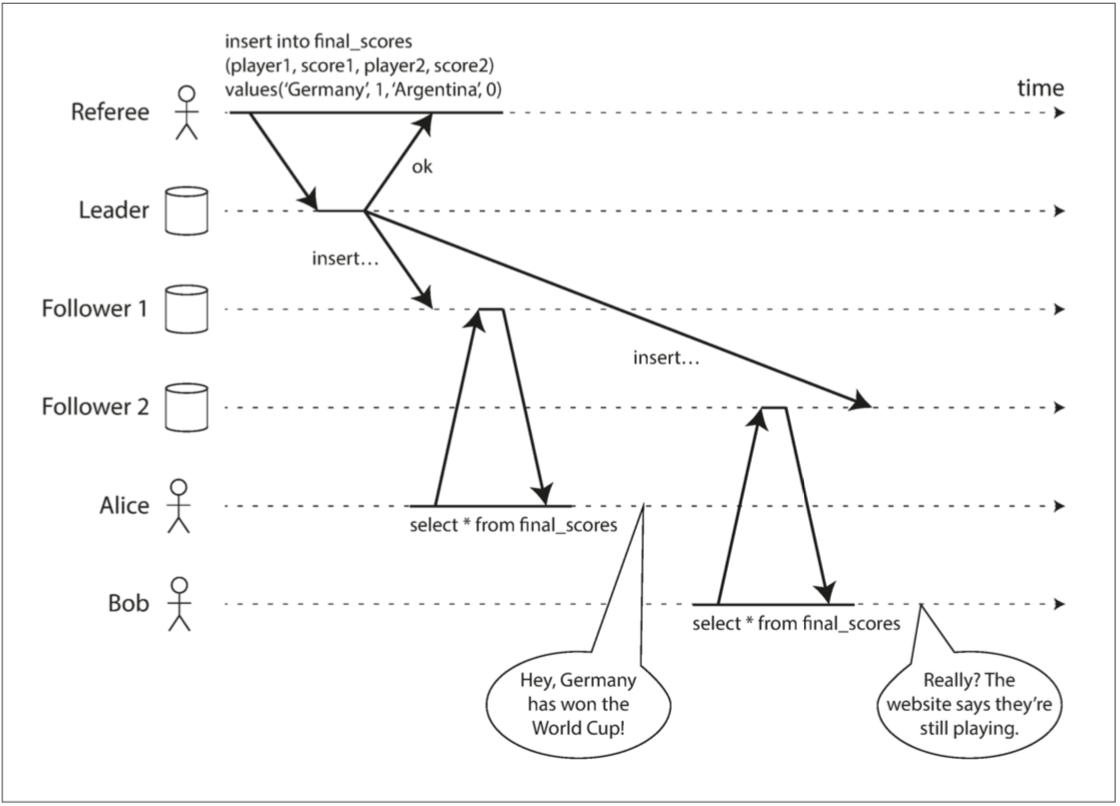 insert into final_scores
(player1, score1, player2, score2)
values(‘Germany’, 1, ‘Argentina’, 0)
time
Referee
ok
Leader
insert…
Follower 1
insert…
Follower 2
Alice
select * from final_scores
Bob
select * from final_scores
Hey, Germany
has won the
World Cup!
Really? The
website says they’re
still playing.